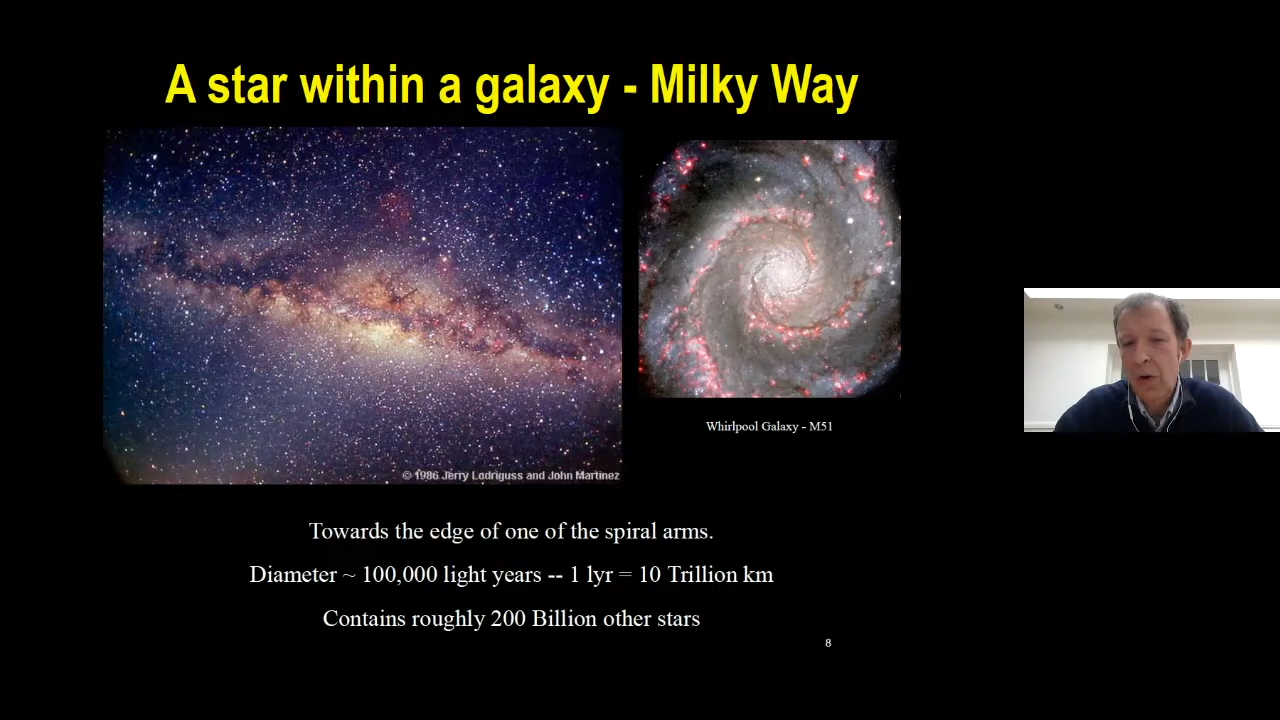 A star within a galaxy - Milky Way
© 1986 Jerry Lodriguss and John Martinez
Whirlpool Galaxy - M51
Towards the edge of one of the spiral arms.
Diameter ~ 100,000 light years -- 1 lyr = 10 Trillion km
Contains roughly 200 Billion other stars
8